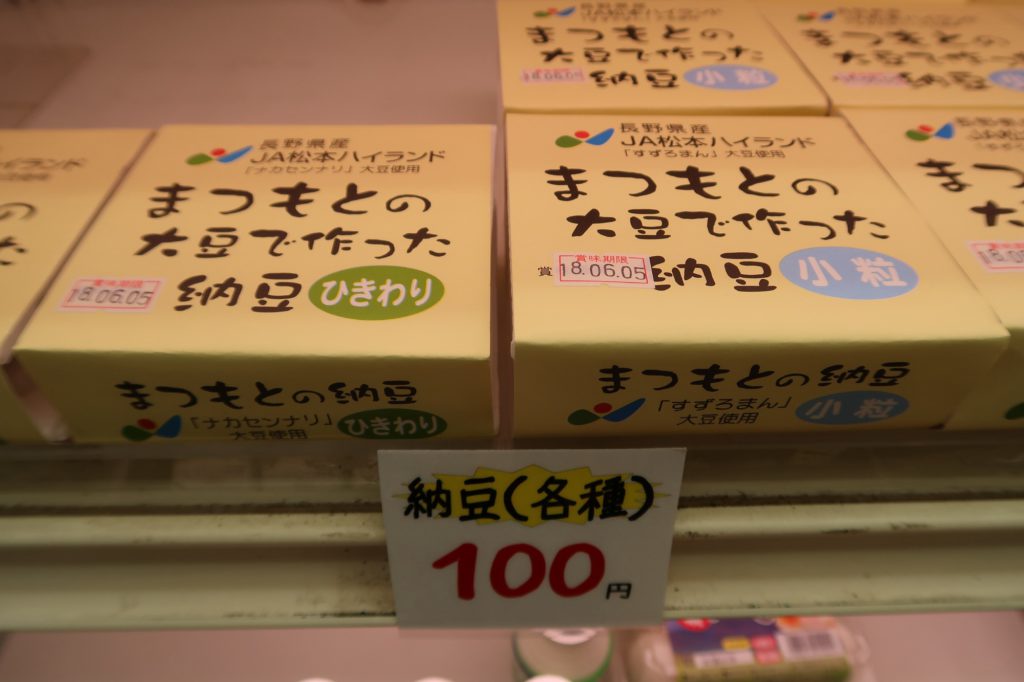 長野県産
JA松本ハイランド
「ナカセンナリ」大豆使用
まつもとの
大豆で作った
納豆 ひきわり
賞味期限
18.06.05
まつもとの納豆
「ナカセンナリ」
大豆使用
ひきわり
まつもとの
大豆で作った
納豆 小粒
長野県産
JA松本ハイランド
「すずろまん」大豆使用
まつもとの
大豆で作った
納豆 小粒
賞味期限
賞 18.06.05
まつもとの納豆
「すずろまん」
大豆使用
小粒
納豆(各種)
100円